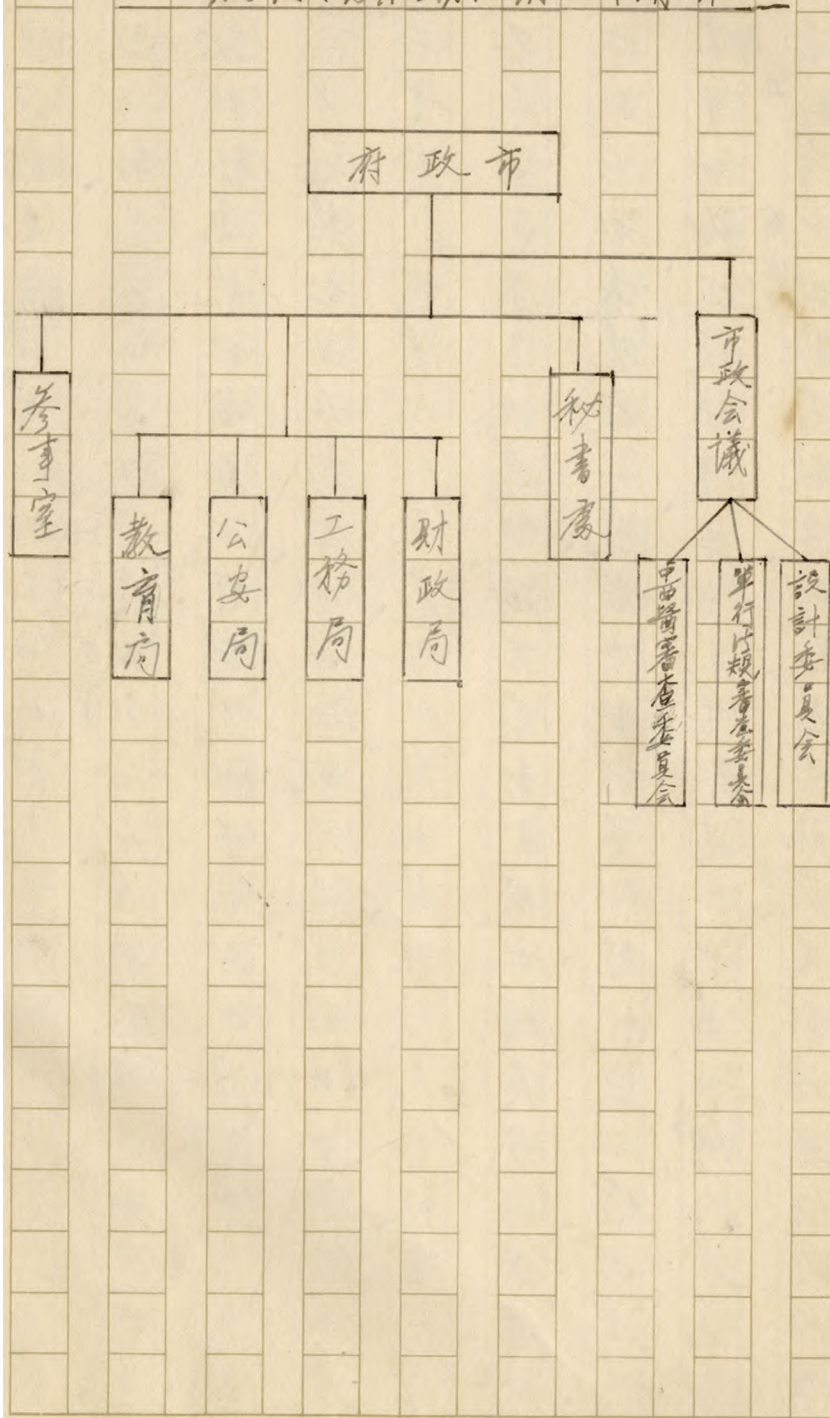 市政府
市政会議
設計委員会
單行法規審查委員会
中西醫審查委員会
秘書處
財政局
工務局
公安局
教育局
参事室